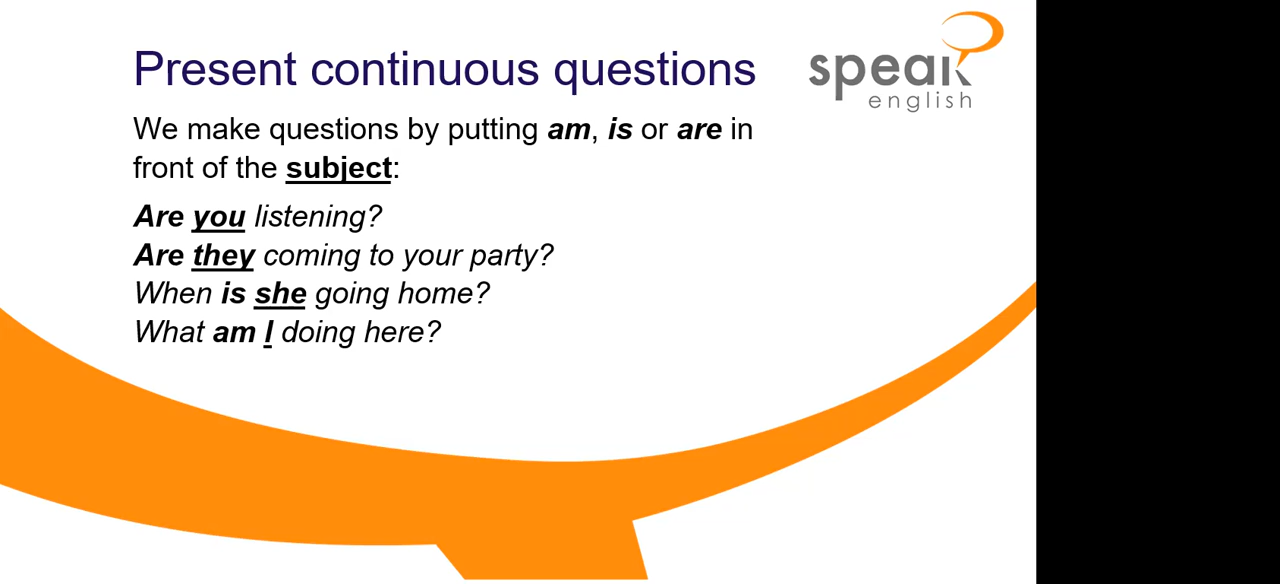 Present continuous questions
speak
english
We make questions by putting am, is or are in
front of the subject:
Are you listening?
Are they coming to your party?
When is she going home?
What am I doing here?